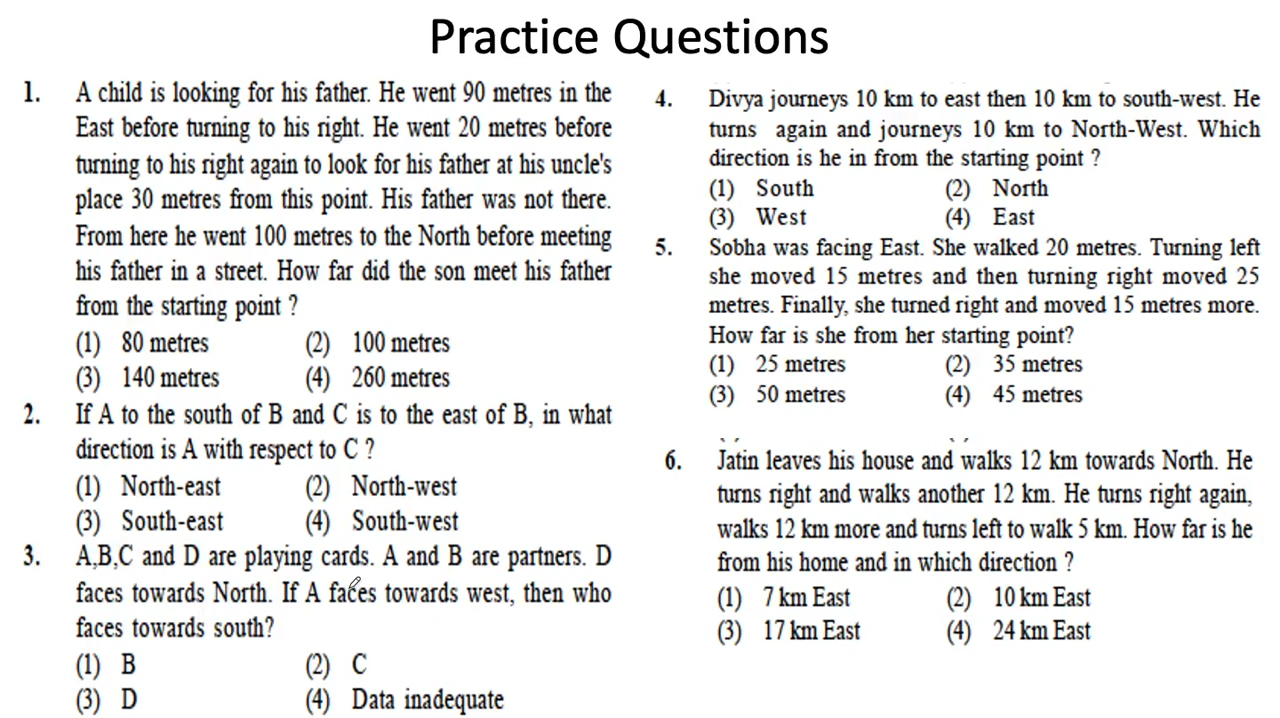 Practice Questions
1. A child is looking for his father. He went 90 metres in the
East before turning to his right. He went 20 metres before
turning to his right again to look for his father at his uncle's
place 30 metres from this point. His father was not there.
From here he went 100 metres to the North before meeting
his father in a street. How far did the son meet his father
from the starting point ?
(1) 80 metres (2) 100 metres
(3) 140 metres (4) 260 metres
2. If A to the south of B and C is to the east of B, in what
direction is A with respect to C ?
(1) North-east (2) North-west
(3) South-east (4) South-west
3. A,B,C and D are playing cards. A and B are partners. D
faces towards North. If A faces towards west, then who
faces towards south?
(1) B (2) C
(3) D (4) Data inadequate
4. Divya journeys 10 km to east then 10 km to south-west. He
turns again and journeys 10 km to North-West. Which
direction is he in from the starting point ?
(1) South (2) North
(3) West (4) East
5. Sobha was facing East. She walked 20 metres. Turning left
she moved 15 metres and then turning right moved 25
metres. Finally, she turned right and moved 15 metres more.
How far is she from her starting point?
(1) 25 metres (2) 35 metres
(3) 50 metres (4) 45 metres
6. Jatin leaves his house and walks 12 km towards North. He
turns right and walks another 12 km. He turns right again,
walks 12 km more and turns left to walk 5 km. How far is he
from his home and in which direction ?
(1) 7 km East (2) 10 km East
(3) 17 km East (4) 24 km East